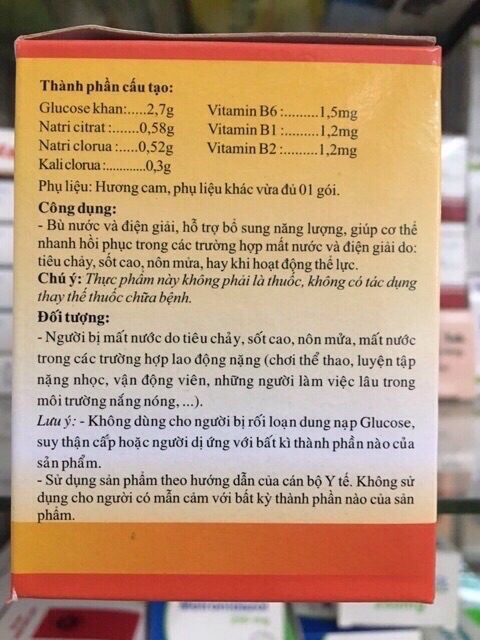 Thành phần cấu tạo:
Glucose khan:.....2,7g Vitamin B6 :.........1,5mg
Natri citrat :.......0,58g Vitamin B1 :.........1,2mg
Natri clorua :.....0,52g Vitamin B2 :.........1,2mg
Kali clorua:............0,3g
Phụ liệu: Hương cam, phụ liệu khác vừa đủ 01 gói.
Công dụng:
- Bù nước và điện giải, hỗ trợ bổ sung năng lượng, giúp cơ thể
nhanh hồi phục trong các trường hợp mất nước và điện giải do:
tiêu chảy, sốt cao, nôn mửa, hay khi hoạt động thể lực.
Chú ý: Thực phẩm này không phải là thuốc, không có tác dụng
thay thế thuốc chữa bệnh.
Đối tượng:
- Người bị mất nước do tiêu chảy, sốt cao, nôn mửa, mất nước
trong các trường hợp lao động nặng (chơi thể thao, luyện tập
nặng nhọc, vận động viên, những người làm việc lâu trong
môi trường nắng nóng, ...).
Lưu ý: - Không dùng cho người bị rối loạn dung nạp Glucose,
suy thận cấp hoặc người dị ứng với bất kì thành phần nào của
sản phẩm.
- Sử dụng sản phẩm theo hướng dẫn của cán bộ Y tế. Không sử
dụng cho người có mẫn cảm với bất kỳ thành phần nào của sản
phẩm.